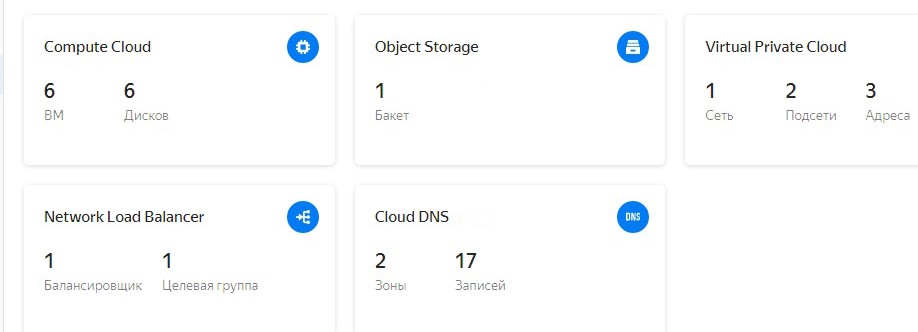 Compute Cloud
6 6
ВМ Дисков
Object Storage
1
Бакет
Virtual Private Cloud
1 2 3
Сеть Подсети Адреса
Network Load Balancer
1 1
Балансировщик Целевая группа
Cloud DNS
DNS
2 17
Зоны Записей